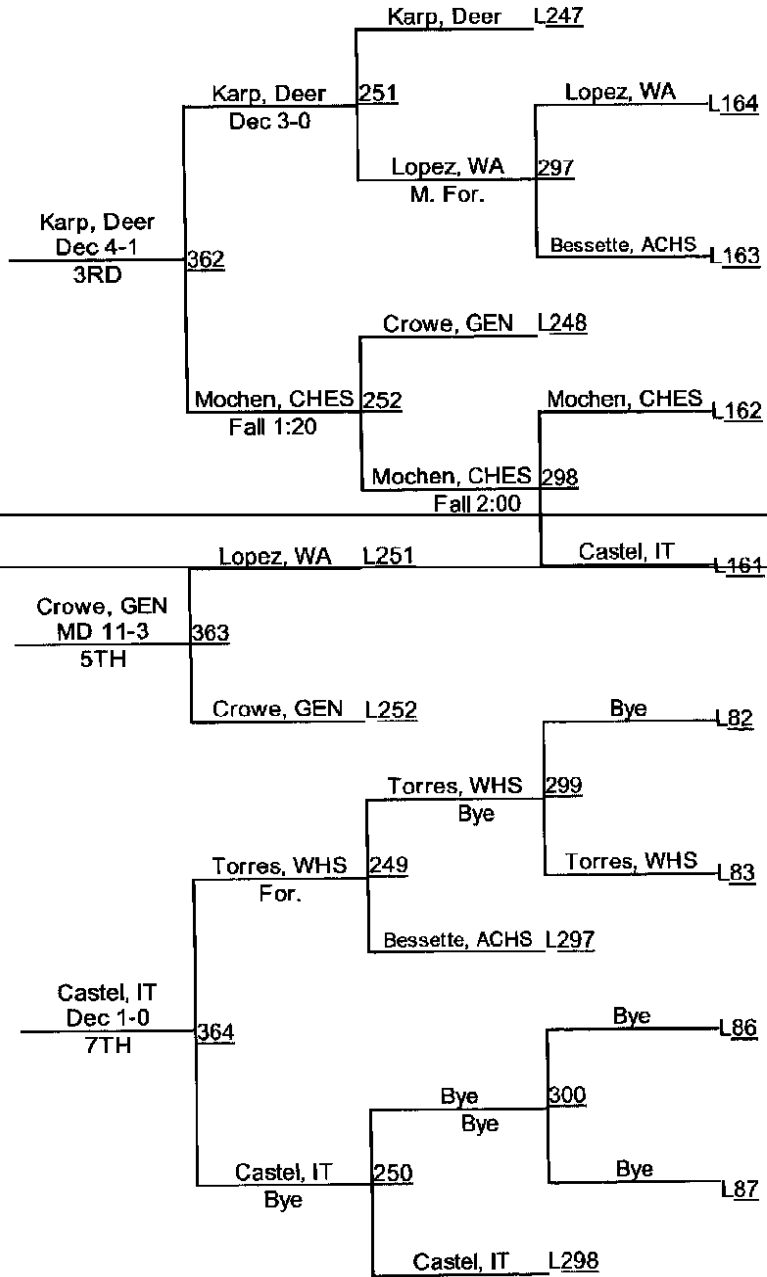 Karp, Deer L247
Karp, Deer 251 Lopez, WA L164
Dec 3-0
Lopez, WA 297
M. For.
Karp, Deer
Dec 4-1 362 Bessette, ACHS L163
3RD
Crowe, GEN L248
Mochen, CHES 252 Mochen, CHES L162
Fall 1:20
Mochen, CHES 298
Fall 2:00
Lopez, WA L251 Castel, IT L161
Crowe, GEN
MD 11-3 363
5TH
Crowe, GEN L252 Bye L82
Torres, WHS 299
Bye
Torres, WHS 249 Torres, WHS L83
For.
Bessette, ACHS L297
Castel, IT
Dec 1-0 364 Bye L86
7TH
Bye 300
Bye
Castel, IT 250 Bye L87
Bye
Castel, IT L298